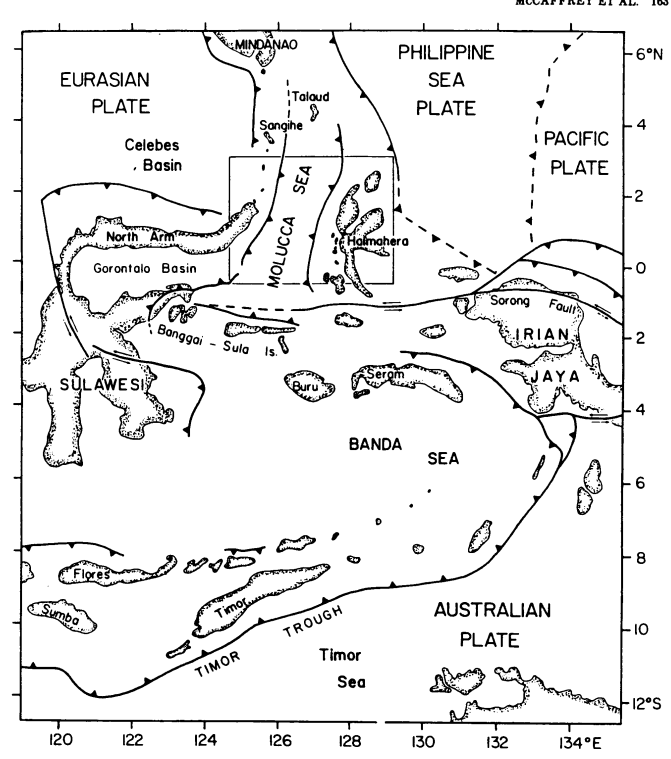 MCCAFFREY ET AL. 163
MINDANAO
PHILIPPINE
SEA
PLATE
EURASIAN
PLATE
6°N
Talaud
Sangihe
4
Celebes
Basin
PACIFIC
PLATE
2
MOLUCCA SEA
North Arm
Halmahera
Gorontalo Basin
0
Sorong Fault
Banggai - Sula Is.
IRIAN
2
SULAWESI
Buru
Seram
JAYA
4
BANDA
SEA
6
8
Flores
Sumba
Timor
AUSTRALIAN
PLATE
10
TIMOR TROUGH
Timor
Sea
12°S
120 122 124 126 128 130 132 134°E